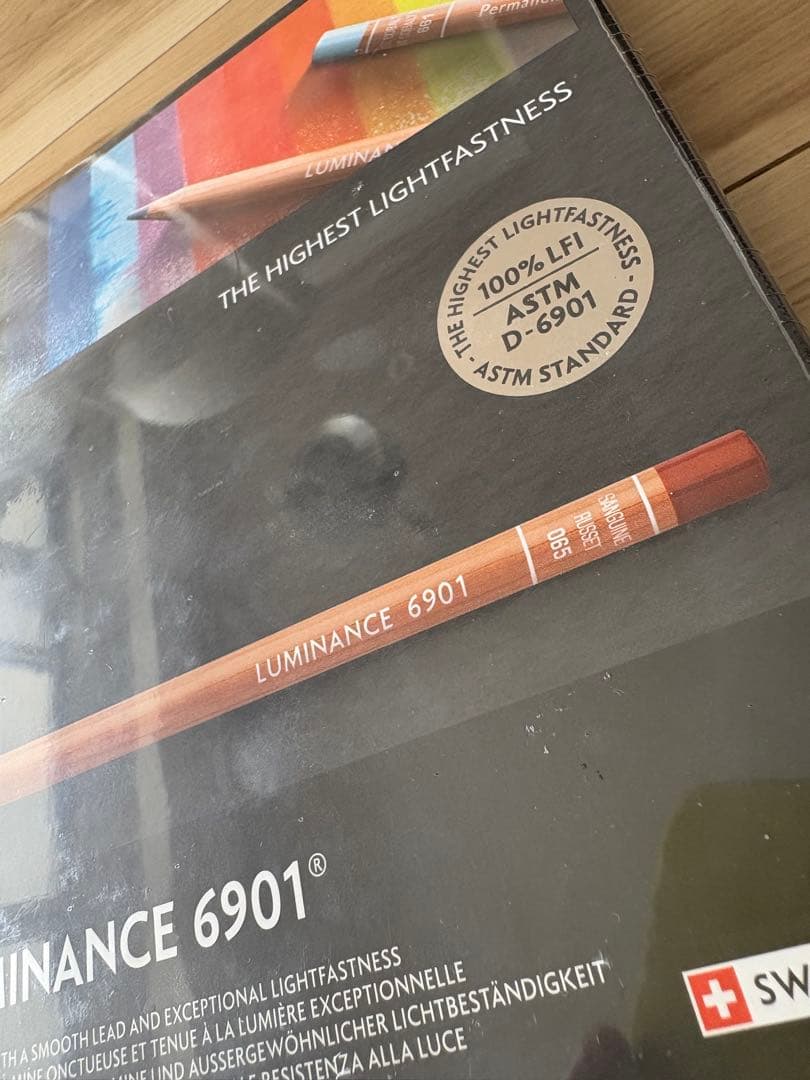 661
LUMINAN
THE HIGHEST LIGHTFASTNESS
THE HIGHEST LIGHTFASTNESS
100% LFI
ASTM
D-6901
ASTM STANDARD
SANGUINE
RUSSET
065
LUMINANCE 6901
INANCE 6901®
TH A SMOOTH LEAD AND EXCEPTIONAL LIGHTFASTNESS
MINE ONCTUEUSE ET TENUE À LA LUMIÈRE EXCEPTIONNELLE
MINE UND AUSSERGEWÖHNLICHER LICHTBESTÄNDIGKEIT
LE RESISTENZA ALLA LUCE
SW